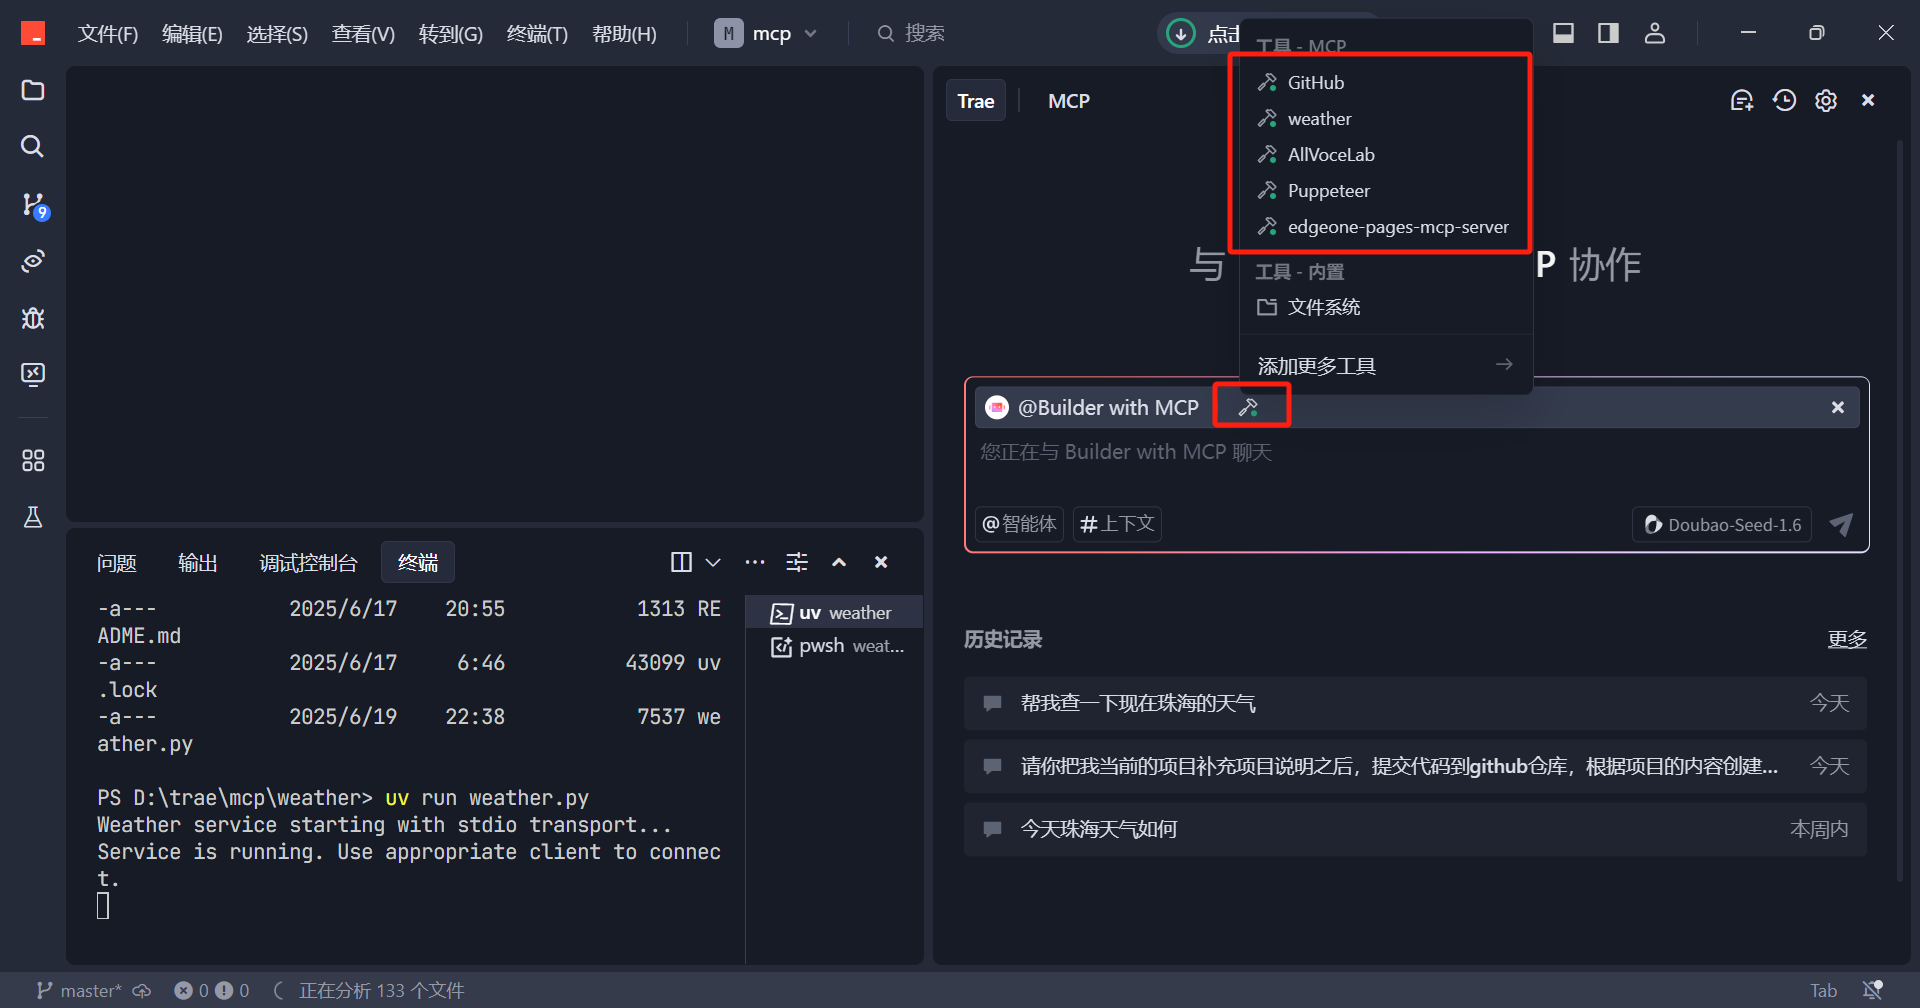 文件(F) 编辑(E) 选择(S) 查看(V) 转到(G) 终端(T) 帮助(H) M mcp 搜索 点击
工具 - MCP
GitHub
weather
AllVoceLab
Puppeteer
edgeone-pages-mcp-server
工具 - 内置
文件系统
添加更多工具
9
Trae MCP
与 P 协作
@Builder with MCP
您正在与 Builder with MCP 聊天
@智能体 #上下文 Doubao-Seed-1.6
历史记录 更多
帮我查一下现在珠海的天气 今天
请你把我当前的项目补充项目说明之后，提交代码到github仓库，根据项目的内容创建... 今天
今天珠海天气如何 本周内
问题 输出 调试控制台 终端
-a--- 2025/6/17 20:55 1313 RE
ADME.md
-a--- 2025/6/17 6:46 43099 uv
.lock
-a--- 2025/6/19 22:38 7537 we
ather.py
PS D:\trae\mcp\weather> uv run weather.py
Weather service starting with stdio transport...
Service is running. Use appropriate client to connec
t.
uv weather
pwsh weat...
master* 0 0 正在分析 133 个文件 Tab